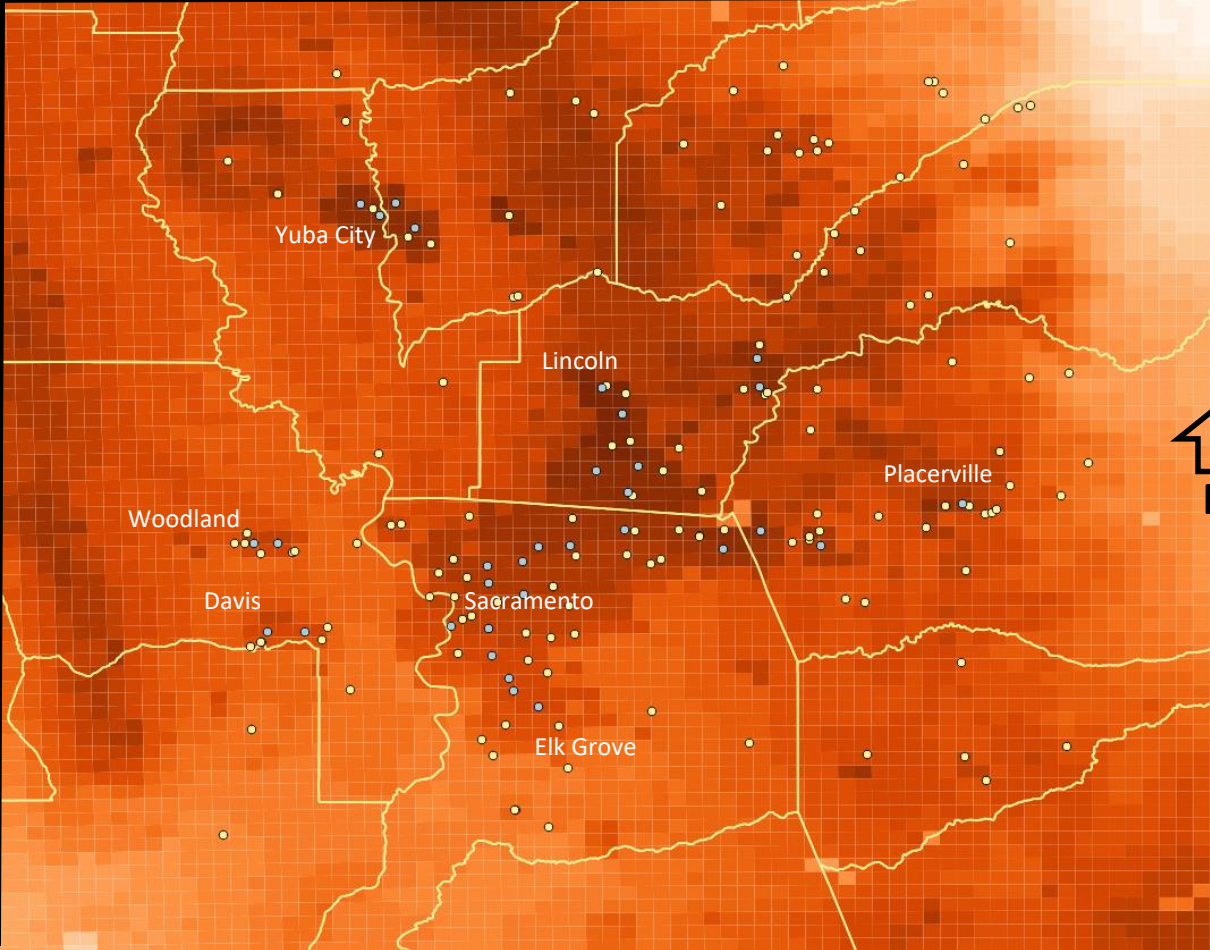 Yuba City
Lincoln
Placerville
Woodland
Davis
Sacramento
Elk Grove